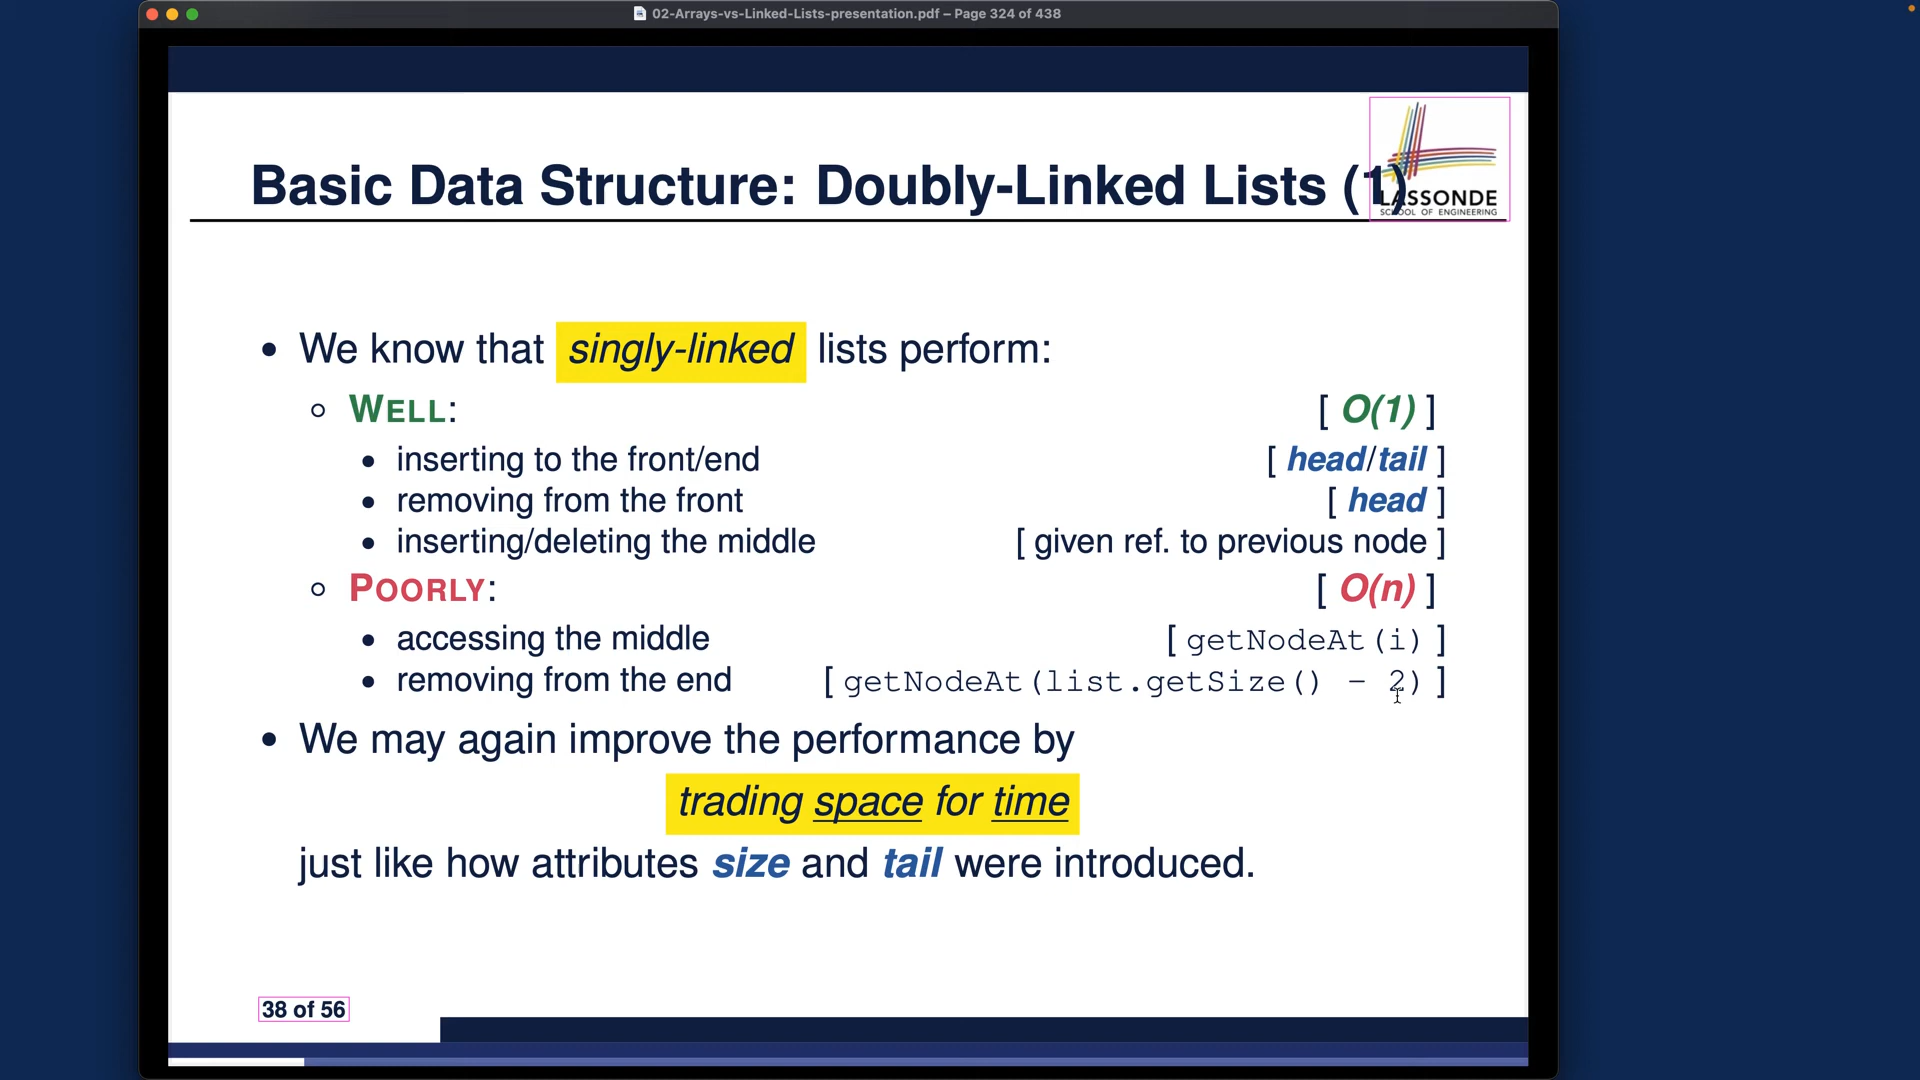 02-Arrays-vs-Linked-Lists-presentation.pdf – Page 324 of 438
LASSONDE
SCHOOL OF ENGINEERING
Basic Data Structure: Doubly-Linked Lists (1)
• We know that singly-linked lists perform:
○ WELL: [ O(1) ]
• inserting to the front/end [ head/tail ]
• removing from the front [ head ]
• inserting/deleting the middle [ given ref. to previous node ]
○ POORLY: [ O(n) ]
• accessing the middle [ getNodeAt(i) ]
• removing from the end [ getNodeAt(list.getSize() - 2) ]
• We may again improve the performance by
trading space for time
just like how attributes size and tail were introduced.
38 of 56